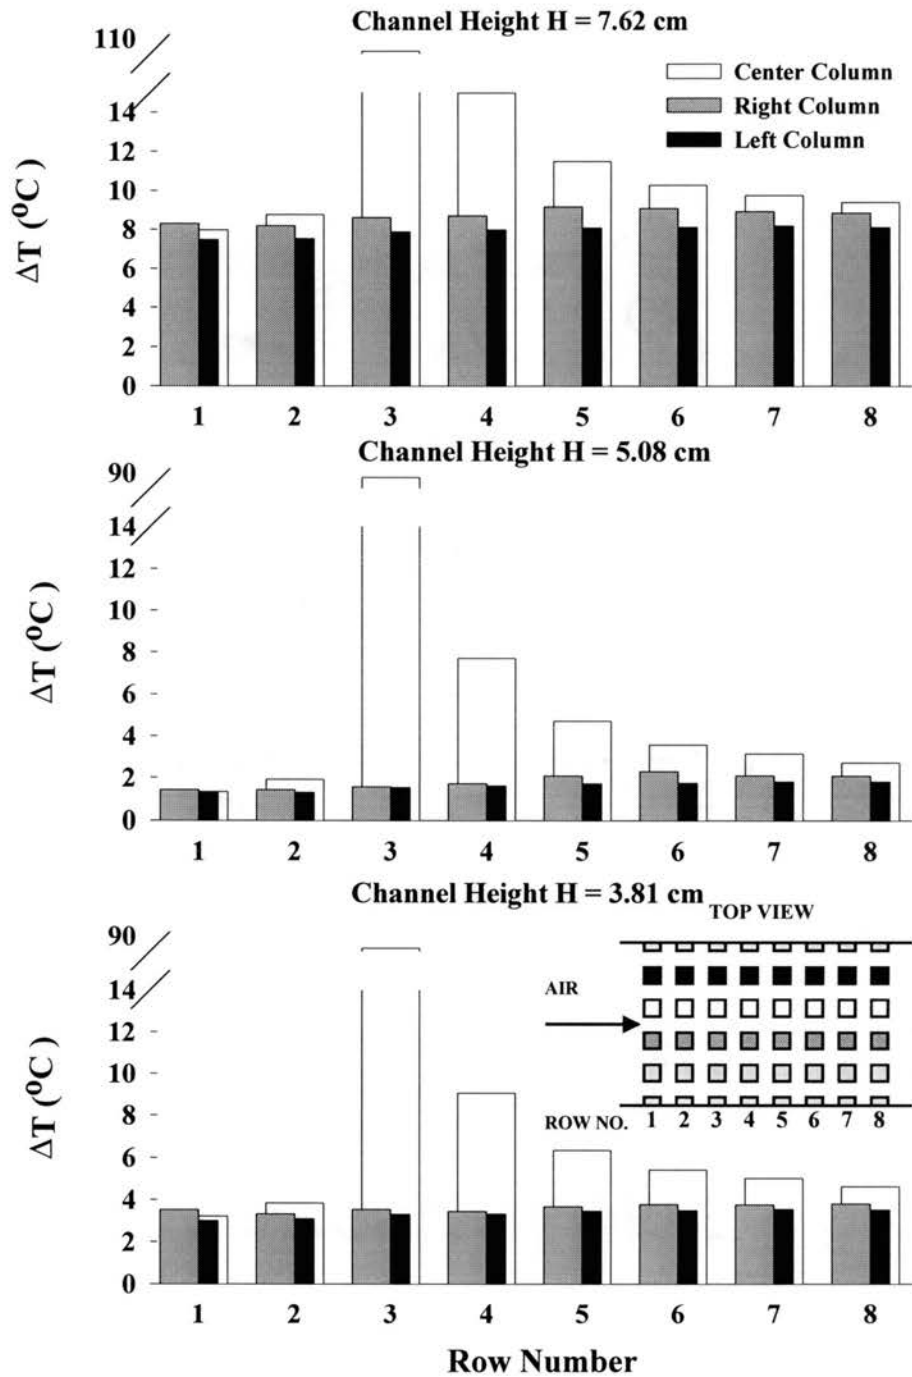 Channel Height H = 7.62 cm
110
14
12
10
8
6
4
2
0
ΔT (⁰C )
Center Column
Right Column
Left Column
1 2 3 4 5 6 7 8
Channel Height H = 5.08 cm
90
14
12
10
8
6
4
2
0
ΔT (⁰C )
1 2 3 4 5 6 7 8
Channel Height H = 3.81 cm
90
14
12
10
8
6
4
2
0
ΔT (⁰C )
TOP VIEW
AIR
ROW NO. 1 2 3 4 5 6 7 8
1 2 3 4 5 6 7 8
Row Number